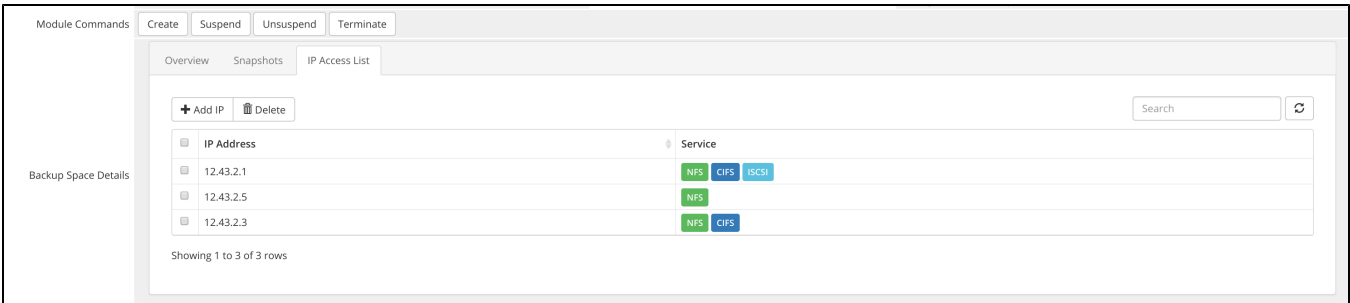 Module Commands Create Suspend Unsuspend Terminate
Overview Snapshots IP Access List
Add IP Delete Search
IP Address Service
12.43.2.1 NFS CIFS ISCSI
Backup Space Details
12.43.2.5 NFS
12.43.2.3 NFS CIFS
Showing 1 to 3 of 3 rows